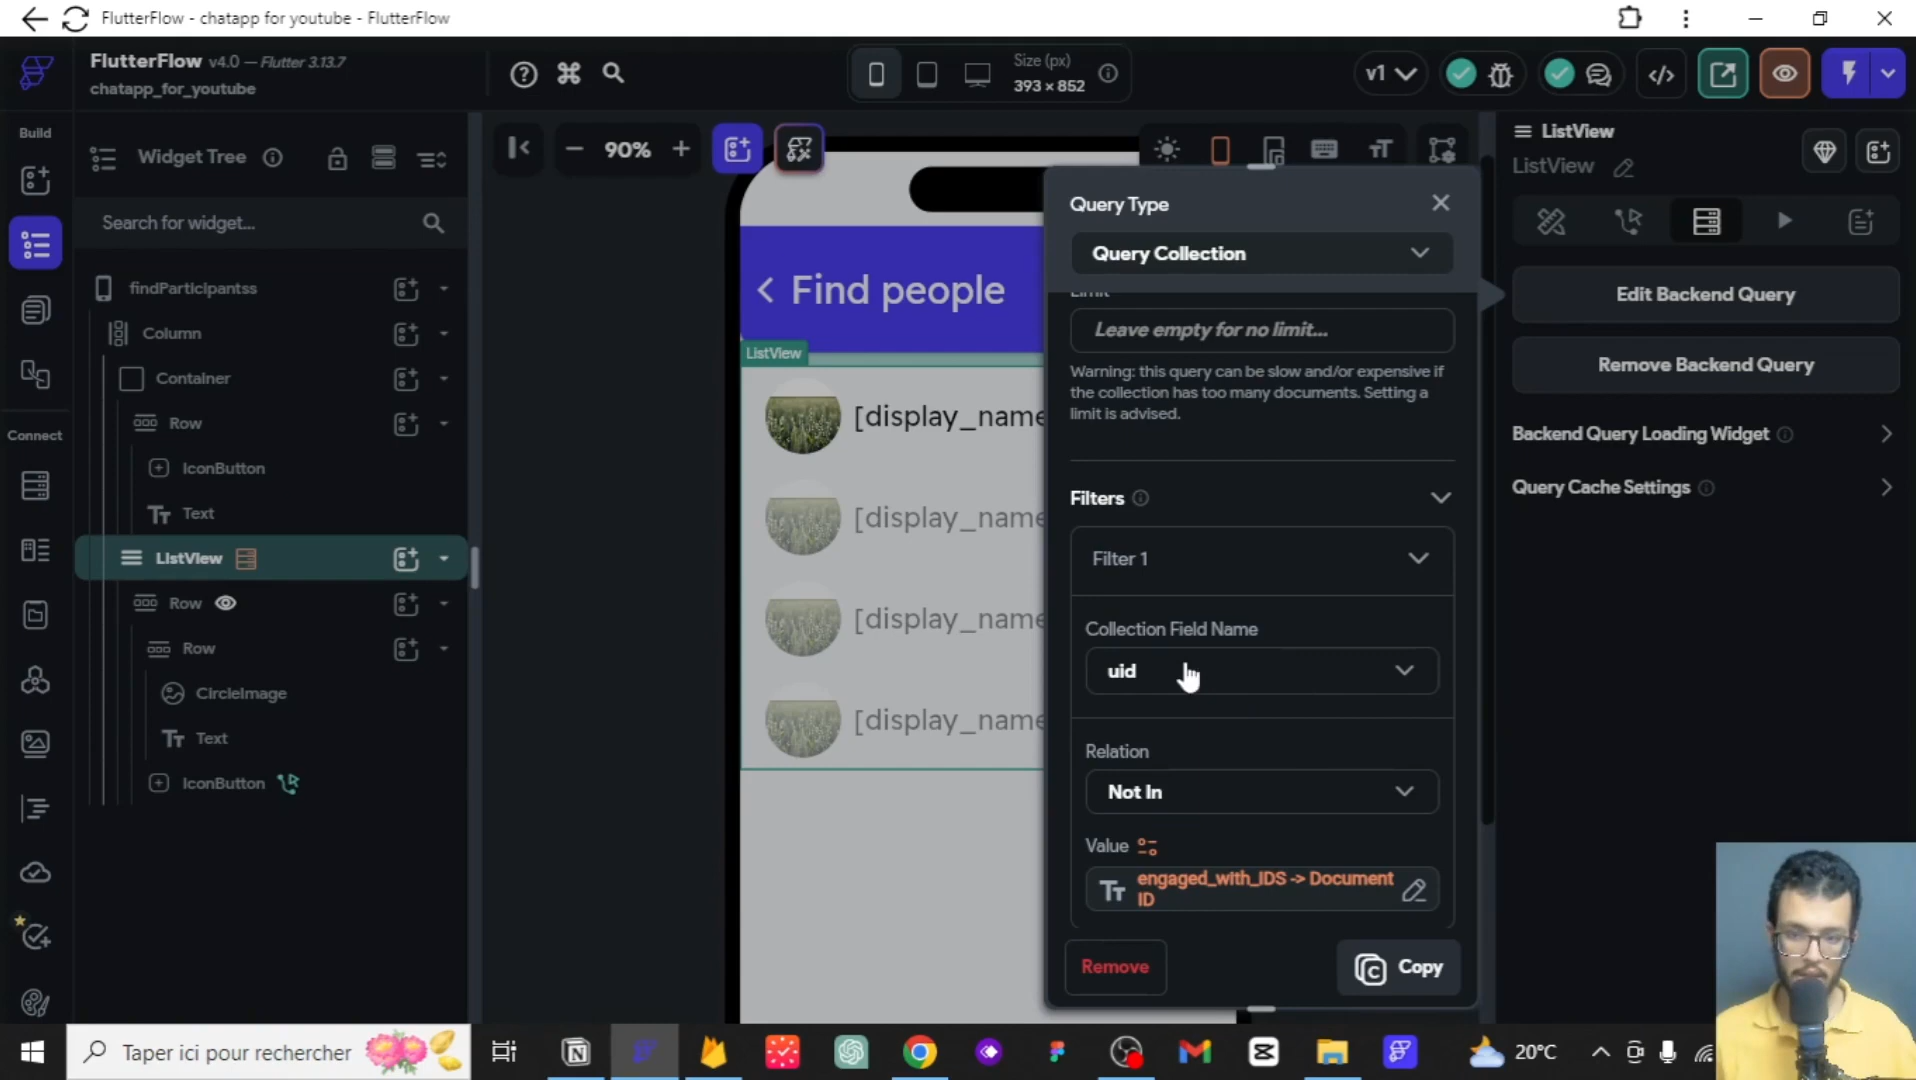 FlutterFlow - chatapp for youtube - FlutterFlow
FlutterFlow v4.0 — Flutter 3.13.7
chatapp_for_youtube
Size (px)
393 × 852
v1
Build
Widget Tree
90%
ListView
ListView
Search for widget...
Query Type
Query Collection
Find people
Edit Backend Query
findParticipantss
Limit
Leave empty for no limit...
Column
ListView
Remove Backend Query
Container
Warning: this query can be slow and/or expensive if
the collection has too many documents. Setting a
limit is advised.
[display_name
Row
Connect
Backend Query Loading Widget
IconButton
Filters
Query Cache Settings
Text
[display_name
ListView
Filter 1
Row
[display_name
Collection Field Name
Row
uid
CircleImage
[display_name
Text
Relation
IconButton
Not In
Value
engaged_with_IDS -> Document
ID
Remove
Copy
Taper ici pour rechercher
20°C